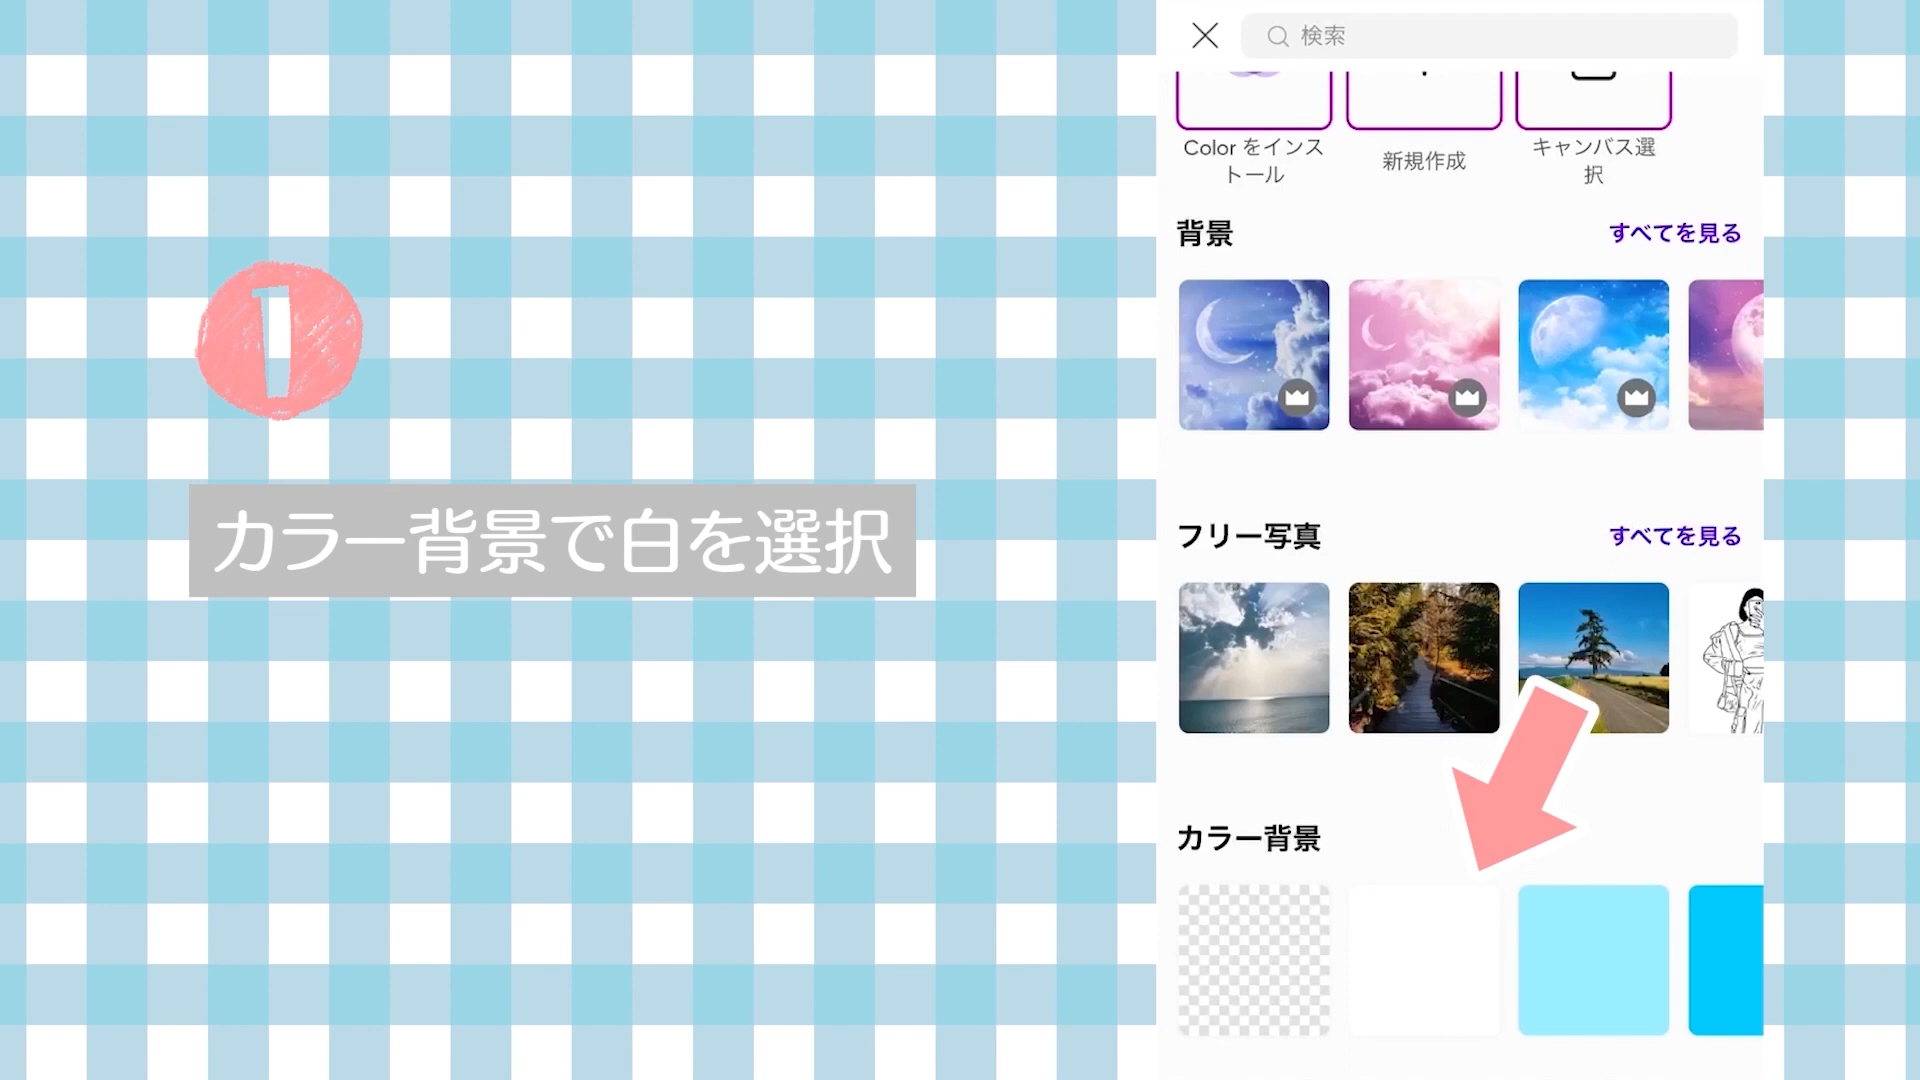 1
カラー背景で白を選択
検索
Color をインス
トール
新規作成
キャンバス選
択
背景
すべてを見る
フリー写真
すべてを見る
カラー背景